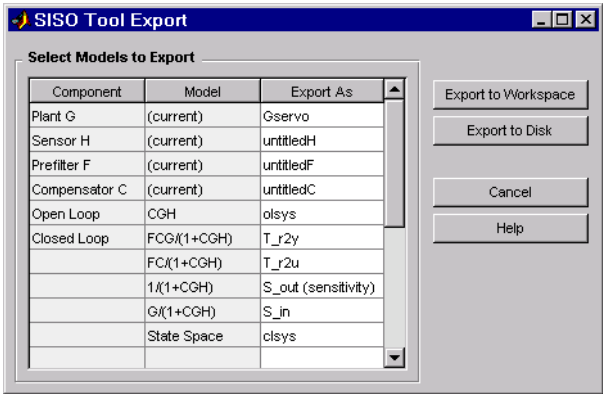 SISO Tool Export
Select Models to Export
Component Model Export As
Plant G (current) Gservo
Sensor H (current) untitledH
Prefilter F (current) untitledF
Compensator C (current) untitledC
Open Loop CGH olsys
Closed Loop FCG/(1+CGH) T_r2y
FC/(1+CGH) T_r2u
1/(1+CGH) S_out (sensitivity)
G/(1+CGH) S_in
State Space clsys
Export to Workspace
Export to Disk
Cancel
Help